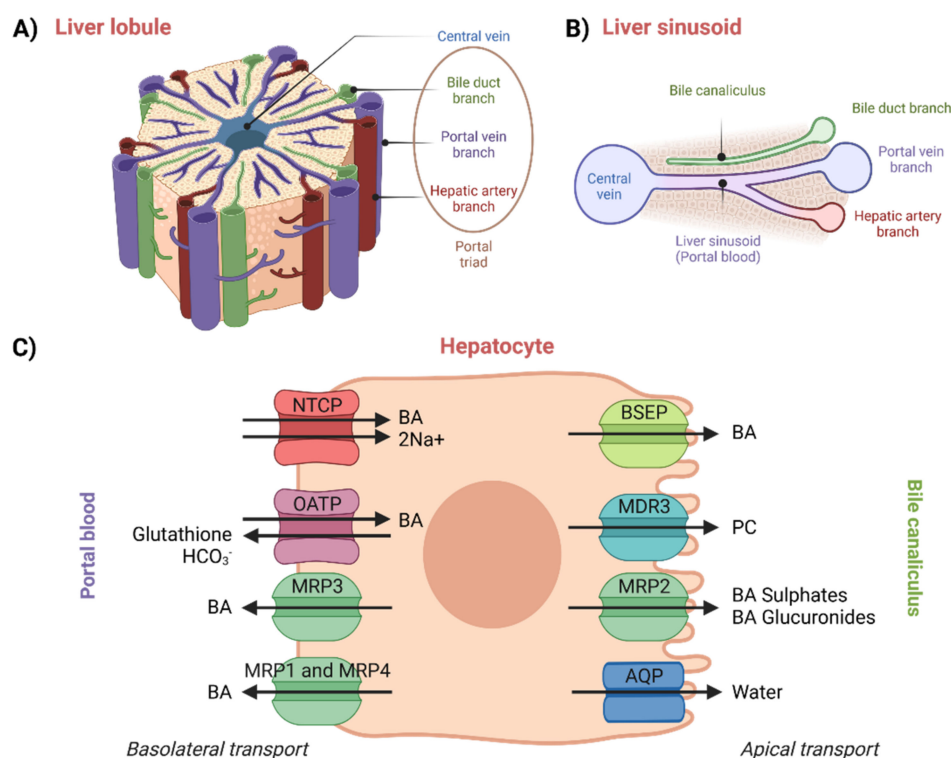 A) Liver lobule
Central vein
Bile duct
branch
Portal vein
branch
Hepatic artery
branch
Portal
triad
B) Liver sinusoid
Bile canaliculus
Bile duct branch
Portal vein
branch
Central
vein
Hepatic artery
branch
Liver sinusoid
(Portal blood)
C) Hepatocyte
NTCP
BA
2Na+
OATP
BA
Glutathione
HCO₃⁻
MRP3
BA
MRP1 and MRP4
BA
BSEP
BA
MDR3
PC
MRP2
BA Sulphates
BA Glucuronides
AQP
Water
Portal blood
Bile canaliculus
Basolateral transport
Apical transport